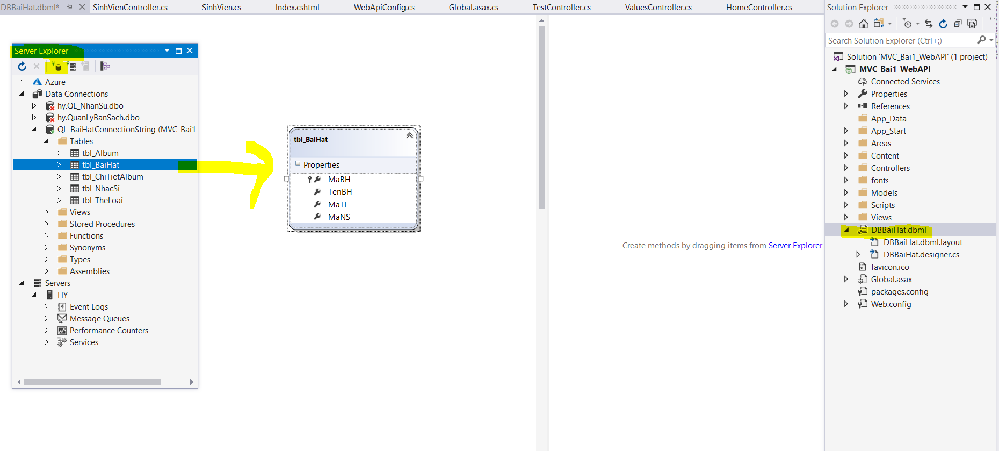 DBBaiHat.dbml*
SinhVienController.cs
SinhVien.cs
Index.cshtml
WebApiConfig.cs
Global.asax.cs
TestController.cs
ValuesController.cs
HomeController.cs
Server Explorer
Azure
Data Connections
hy.QL_NhanSu.dbo
hy.QuanLyBanSach.dbo
QL_BaiHatConnectionString (MVC_Bai1_
Tables
tbl_Album
tbl_BaiHat
tbl_ChiTietAlbum
tbl_NhacSi
tbl_TheLoai
Views
Stored Procedures
Functions
Synonyms
Types
Assemblies
Servers
HY
Event Logs
Message Queues
Performance Counters
Services
tbl_BaiHat
Properties
MaBH
TenBH
MaTL
MaNS
Create methods by dragging items from Server Explorer
Solution Explorer
Search Solution Explorer (Ctrl+;)
Solution 'MVC_Bai1_WebAPI' (1 project)
MVC_Bai1_WebAPI
Connected Services
Properties
References
App_Data
App_Start
Areas
Content
Controllers
fonts
Models
Scripts
Views
DBBaiHat.dbml
DBBaiHat.dbml.layout
DBBaiHat.designer.cs
favicon.ico
Global.asax
packages.config
Web.config